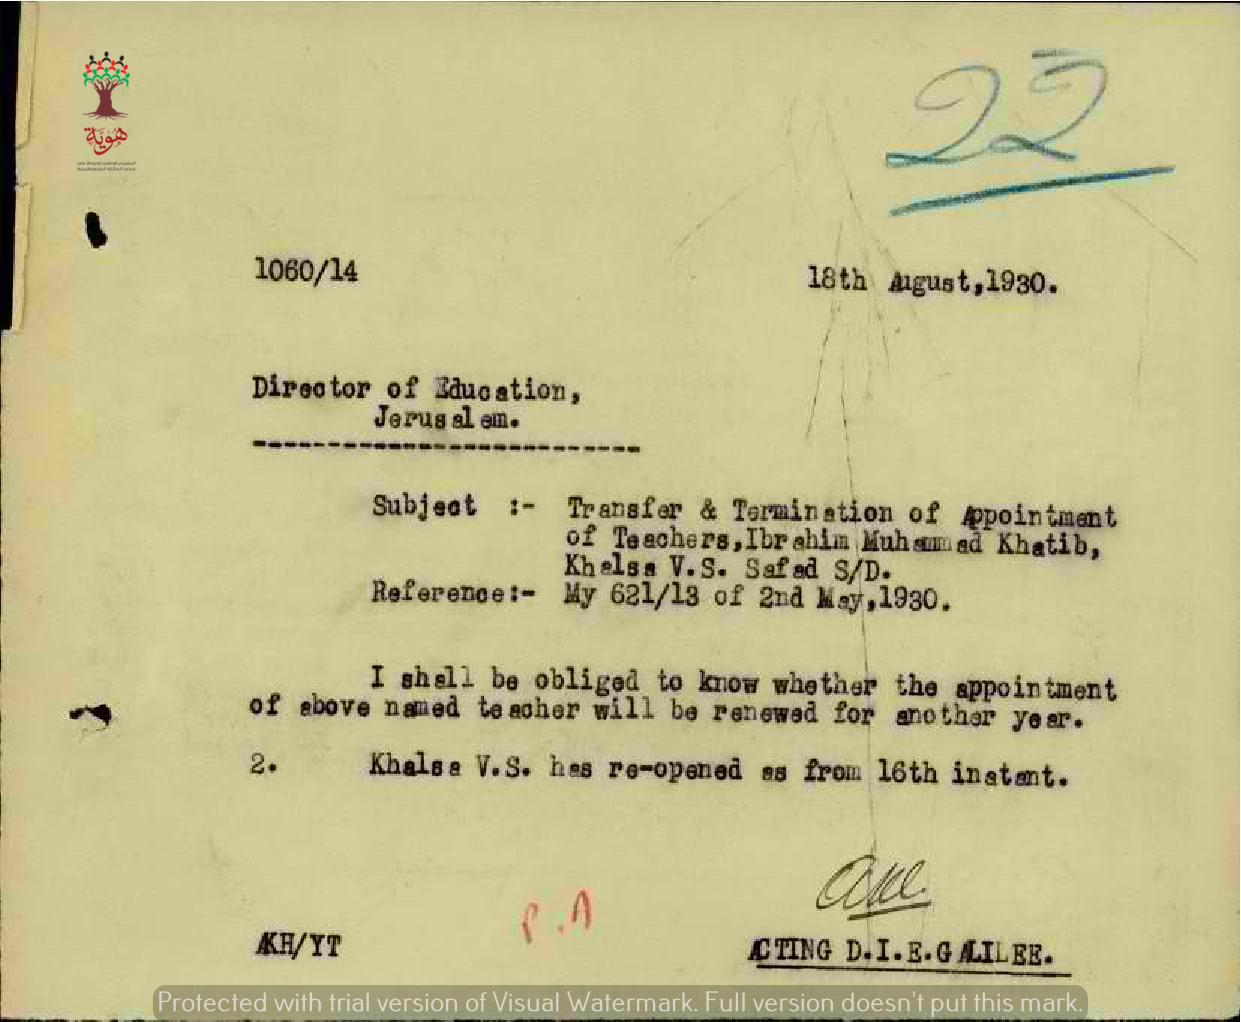 هوية
22
1060/14
18th August,1930.
Director of Education,
Jerusalem.
Subject :- Transfer & Termination of Appointment
of Teachers,Ibrahim Muhammad Khatib,
Khalsa V.S. Safad S/D.
Reference:- My 621/13 of 2nd May,1930.
I shall be obliged to know whether the appointment
of above named teacher will be renewed for another year.
2. Khalsa V.S. has re-opened as from 16th instant.
P.A
AKH/YT
ACTING D.I.E.GALILEE.
Protected with trial version of Visual Watermark. Full version doesn't put this mark.